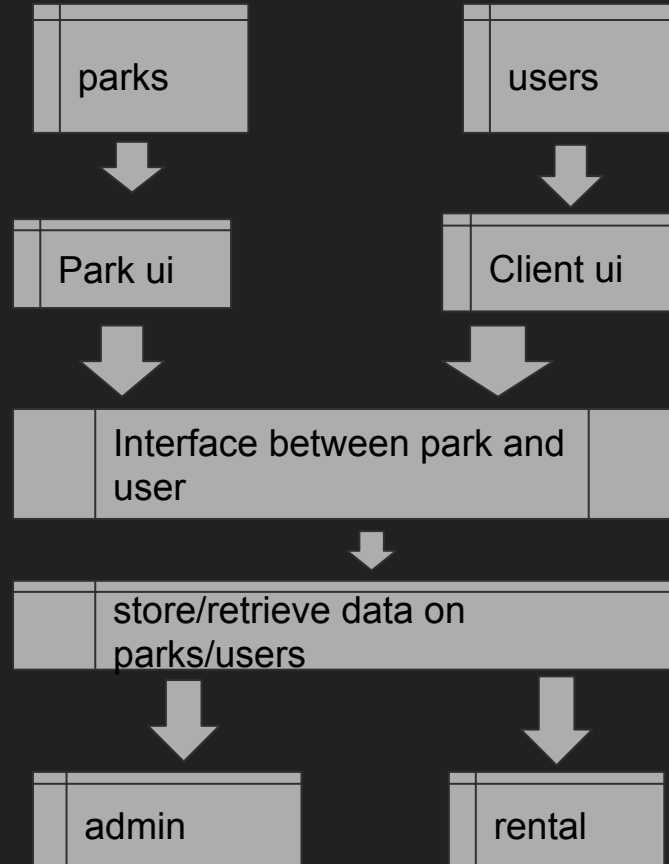 parks
users
Park ui
Client ui
Interface between park and
user
store/retrieve data on
parks/users
admin
rental